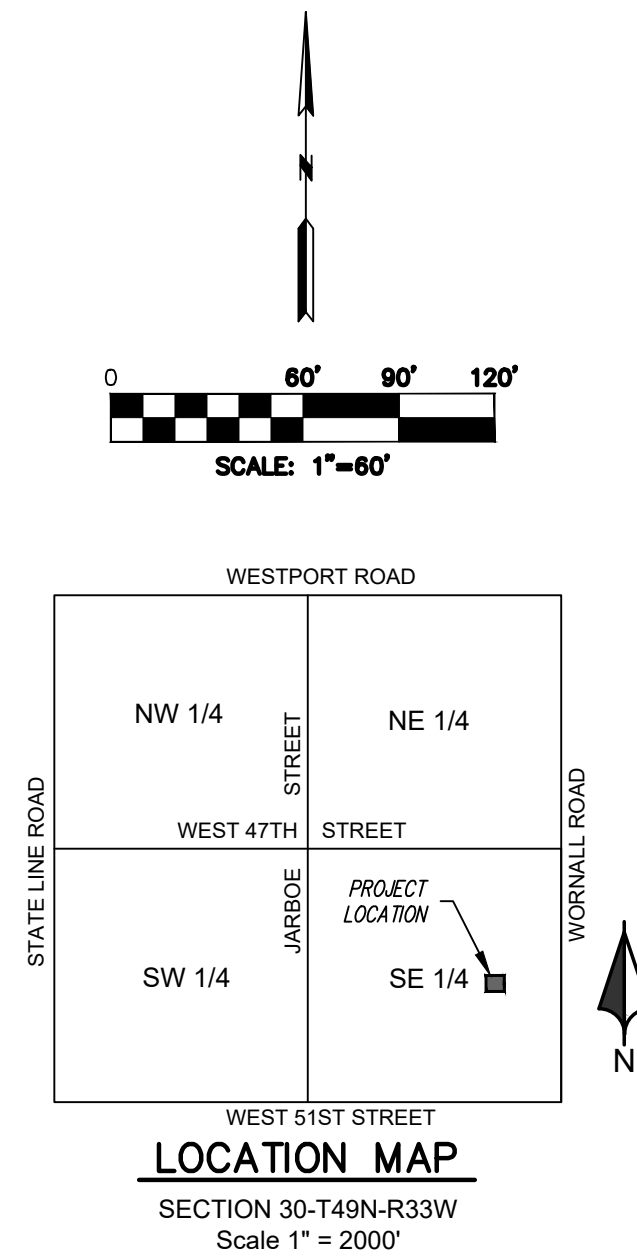 N
0 60' 90' 120'
SCALE: 1"=60'
WESTPORT ROAD
NW 1/4
NE 1/4
STREET
STATE LINE ROAD
WORNALL ROAD
WEST 47TH STREET
JARBOE
PROJECT
LOCATION
SW 1/4
SE 1/4
N
WEST 51ST STREET
LOCATION MAP
SECTION 30-T49N-R33W
Scale 1" = 2000'